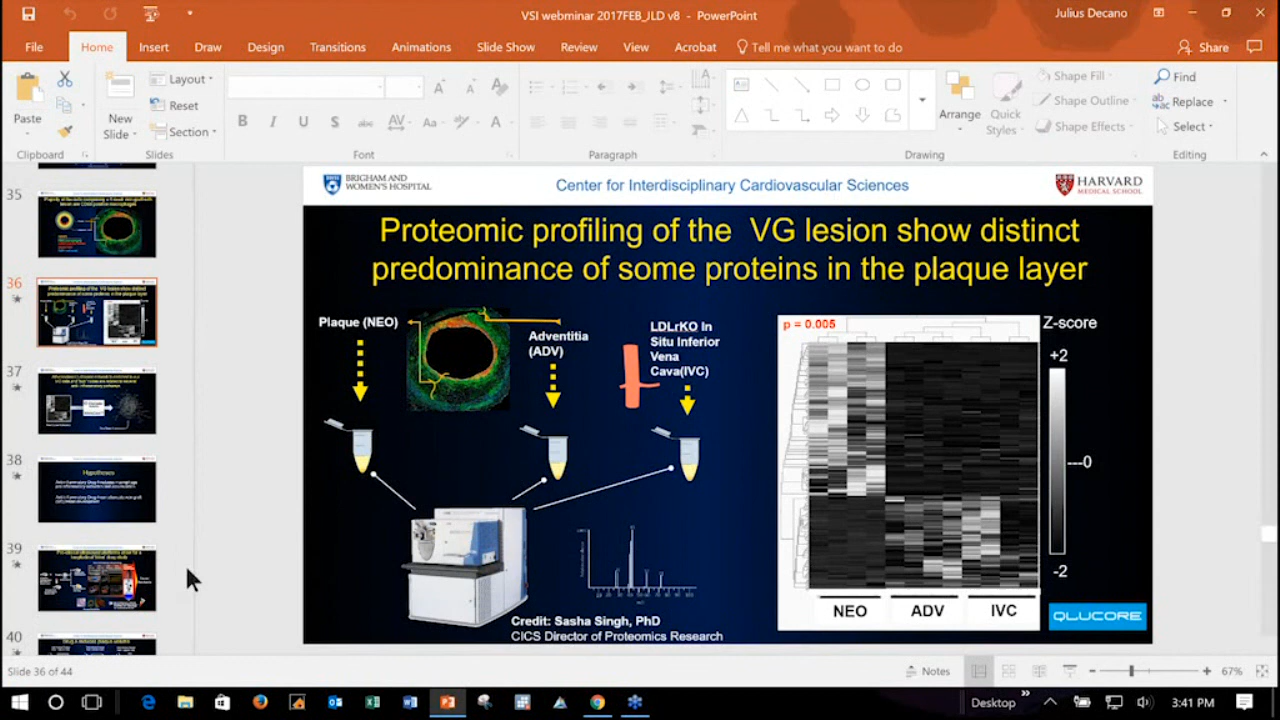 VSI webminar 2017FEB_JLD v8 - PowerPoint
Julius Decano
File Home Insert Draw Design Transitions Animations Slide Show Review View Acrobat Tell me what you want to do Share
Paste
Clipboard
New
Slide
Layout
Reset
Section
Slides
B I U S abc AV Aa A
Font
Paragraph
Arrange
Quick
Styles
Shape Fill
Shape Outline
Shape Effects
Drawing
Find
Replace
Select
Editing
35
36
37
38
Hypotheses
39
40
BRIGHAM AND
WOMEN'S HOSPITAL
Center for Interdisciplinary Cardiovascular Sciences
HARVARD
MEDICAL SCHOOL
Proteomic profiling of the VG lesion show distinct
predominance of some proteins in the plaque layer
Plaque (NEO)
Adventitia
(ADV)
LDLrKO In
Situ Inferior
Vena
Cava(IVC)
p = 0.005
Z-score
+2
0
-2
NEO ADV IVC
QLUCORE
Credit: Sasha Singh, PhD
CICS Director of Proteomics Research
Slide 36 of 44
Notes
67%
Desktop
3:41 PM